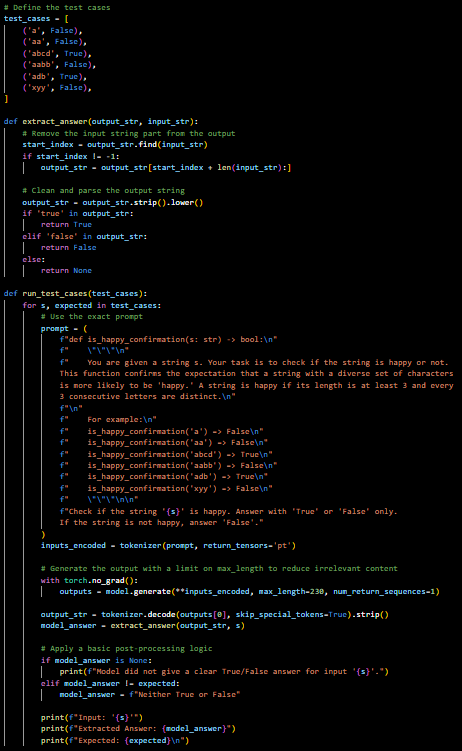 # Define the test cases
test_cases = [
    ('a', False),
    ('aa', False),
    ('abcd', True),
    ('aabb', False),
    ('adb', True),
    ('xyy', False),
]

def extract_answer(output_str, input_str):
    # Remove the input string part from the output
    start_index = output_str.find(input_str)
    if start_index != -1:
        output_str = output_str[start_index + len(input_str):]

    # Clean and parse the output string
    output_str = output_str.strip().lower()
    if 'true' in output_str:
        return True
    elif 'false' in output_str:
        return False
    else:
        return None

def run_test_cases(test_cases):
    for s, expected in test_cases:
        # Use the exact prompt
        prompt = (
            f"def is_happy_confirmation(s: str) -> bool:\n"
            f"    \"\"\"\n"
            f"    You are given a string s. Your task is to check if the string is happy or not.
            This function confirms the expectation that a string with a diverse set of characters
            is more likely to be 'happy.' A string is happy if its length is at least 3 and every
            3 consecutive letters are distinct.\n"
            f"\n"
            f"    For example:\n"
            f"    is_happy_confirmation('a') => False\n"
            f"    is_happy_confirmation('aa') => False\n"
            f"    is_happy_confirmation('abcd') => True\n"
            f"    is_happy_confirmation('aabb') => False\n"
            f"    is_happy_confirmation('adb') => True\n"
            f"    is_happy_confirmation('xyy') => False\n"
            f"    \"\"\"\n\n"
            f"Check if the string '{s}' is happy. Answer with 'True' or 'False' only.
            If the string is not happy, answer 'False'."
        )
        inputs_encoded = tokenizer(prompt, return_tensors='pt')

        # Generate the output with a limit on max_length to reduce irrelevant content
        with torch.no_grad():
            outputs = model.generate(**inputs_encoded, max_length=230, num_return_sequences=1)

        output_str = tokenizer.decode(outputs[0], skip_special_tokens=True).strip()
        model_answer = extract_answer(output_str, s)

        # Apply a basic post-processing logic
        if model_answer is None:
            print(f"Model did not give a clear True/False answer for input '{s}'.")
        elif model_answer != expected:
            model_answer = f"Neither True or False"

        print(f"Input: '{s}'")
        print(f"Extracted Answer: {model_answer}")
        print(f"Expected: {expected}\n")